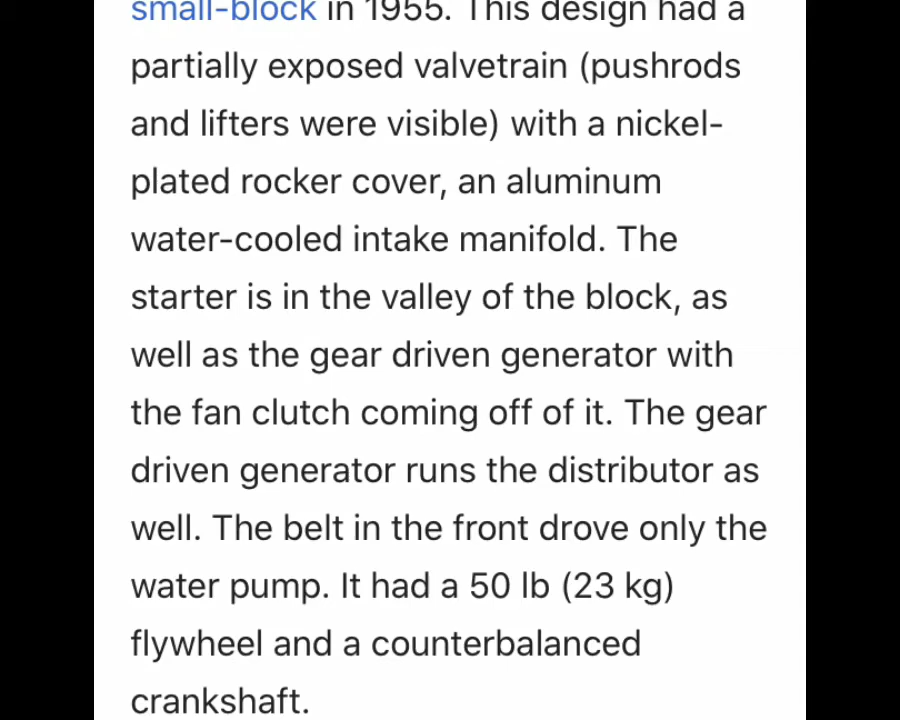 small-block in 1955. This design had a
partially exposed valvetrain (pushrods
and lifters were visible) with a nickel-
plated rocker cover, an aluminum
water-cooled intake manifold. The
starter is in the valley of the block, as
well as the gear driven generator with
the fan clutch coming off of it. The gear
driven generator runs the distributor as
well. The belt in the front drove only the
water pump. It had a 50 lb (23 kg)
flywheel and a counterbalanced
crankshaft.